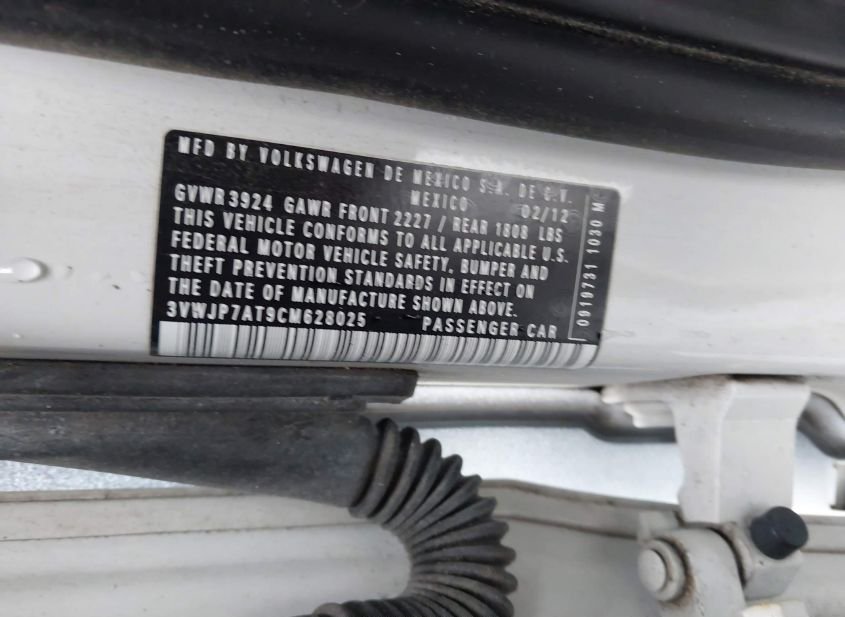 MFD BY VOLKSWAGEN DE MEXICO S.A. DE C.V.
MEXICO 02/12
GVWR 3924 GAWR FRONT 2227 / REAR 1808 LBS
THIS VEHICLE CONFORMS TO ALL APPLICABLE U.S.
FEDERAL MOTOR VEHICLE SAFETY, BUMPER AND
THEFT PREVENTION STANDARDS IN EFFECT ON
THE DATE OF MANUFACTURE SHOWN ABOVE.
3VWJP7AT9CM628025 PASSENGER CAR
0919731 1030 M